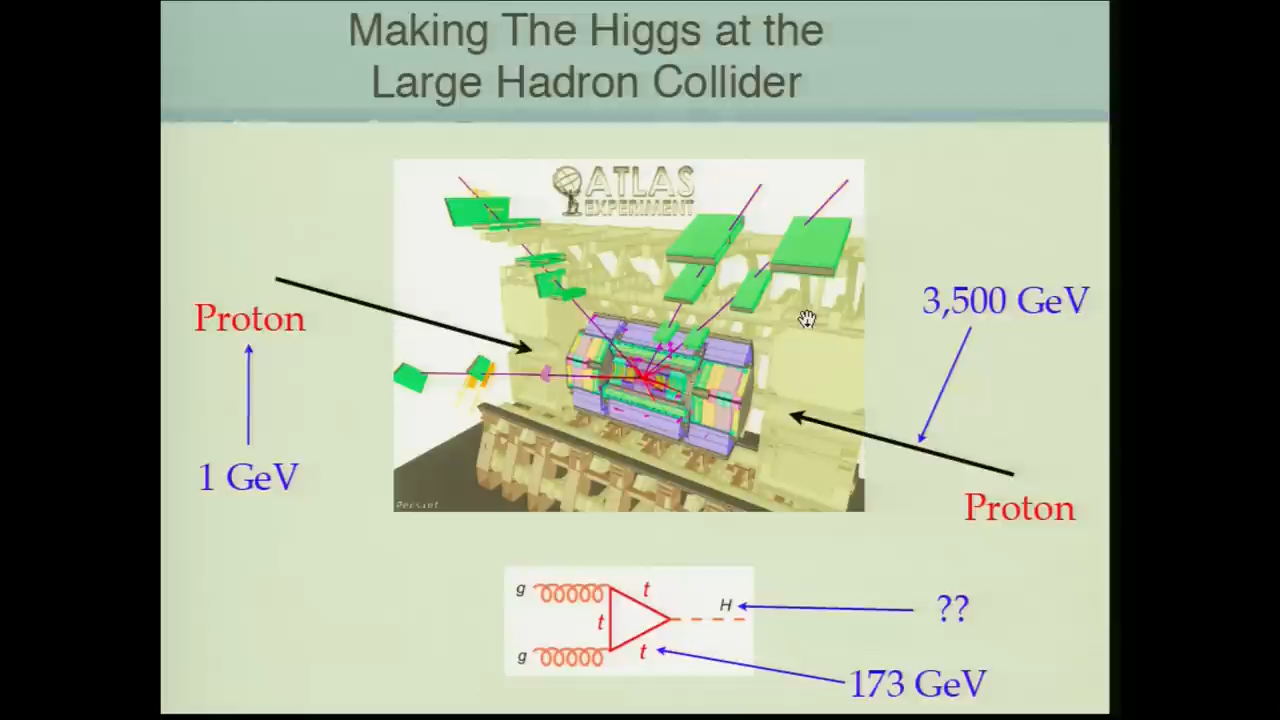 Making The Higgs at the
Large Hadron Collider
ATLAS
EXPERIMENT
Proton
3,500 GeV
1 GeV
Persint
Proton
g
t
H
??
t
g
t
173 GeV